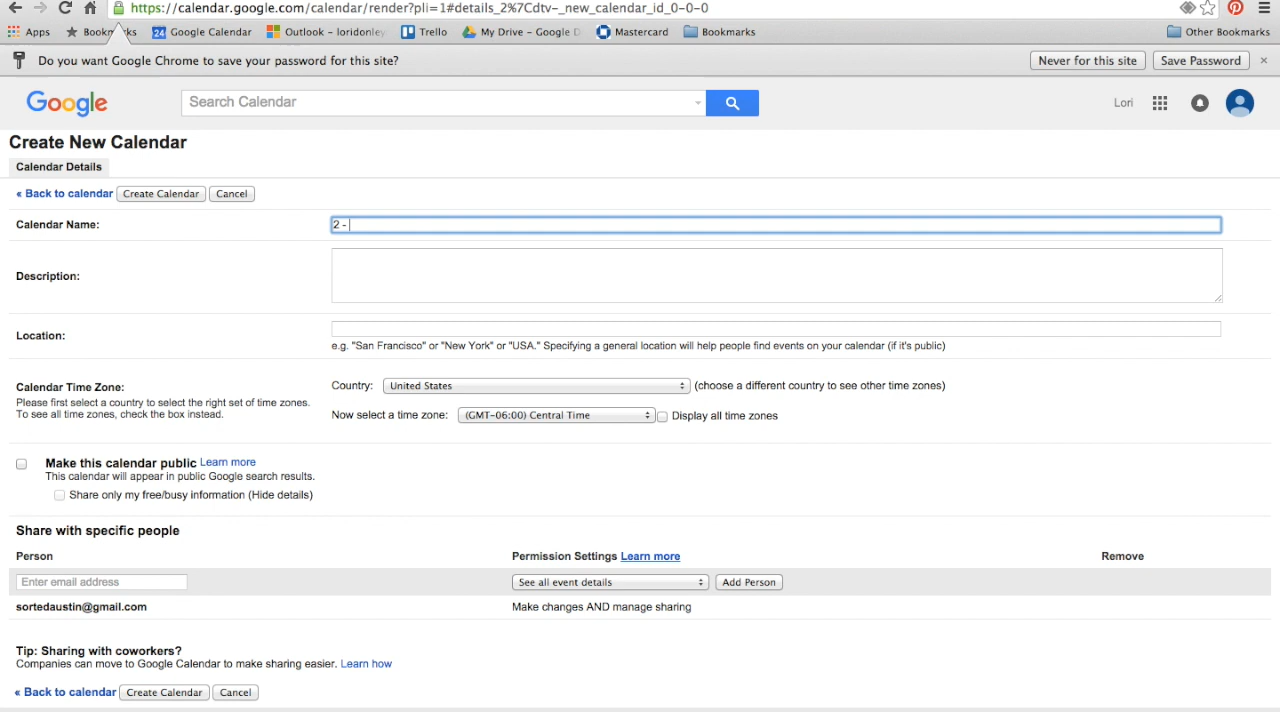 https://calendar.google.com/calendar/render?pli=1#details_2%7Cdtv-_new_calendar_id_0-0-0
Apps Bookmarks 24 Google Calendar Outlook - loridonley Trello My Drive - Google D Mastercard Bookmarks Other Bookmarks
Do you want Google Chrome to save your password for this site? Never for this site Save Password ×
Google Search Calendar Lori
Create New Calendar
Calendar Details
« Back to calendar Create Calendar Cancel
Calendar Name: 2 -
Description:
Location:
e.g. "San Francisco" or "New York" or "USA." Specifying a general location will help people find events on your calendar (if it's public)
Calendar Time Zone: Country: United States (choose a different country to see other time zones)
Please first select a country to select the right set of time zones.
To see all time zones, check the box instead. Now select a time zone: (GMT-06:00) Central Time Display all time zones
Make this calendar public Learn more
This calendar will appear in public Google search results.
Share only my free/busy information (Hide details)
Share with specific people
Person Permission Settings Learn more Remove
Enter email address See all event details Add Person
sortedaustin@gmail.com Make changes AND manage sharing
Tip: Sharing with coworkers?
Companies can move to Google Calendar to make sharing easier. Learn how
« Back to calendar Create Calendar Cancel